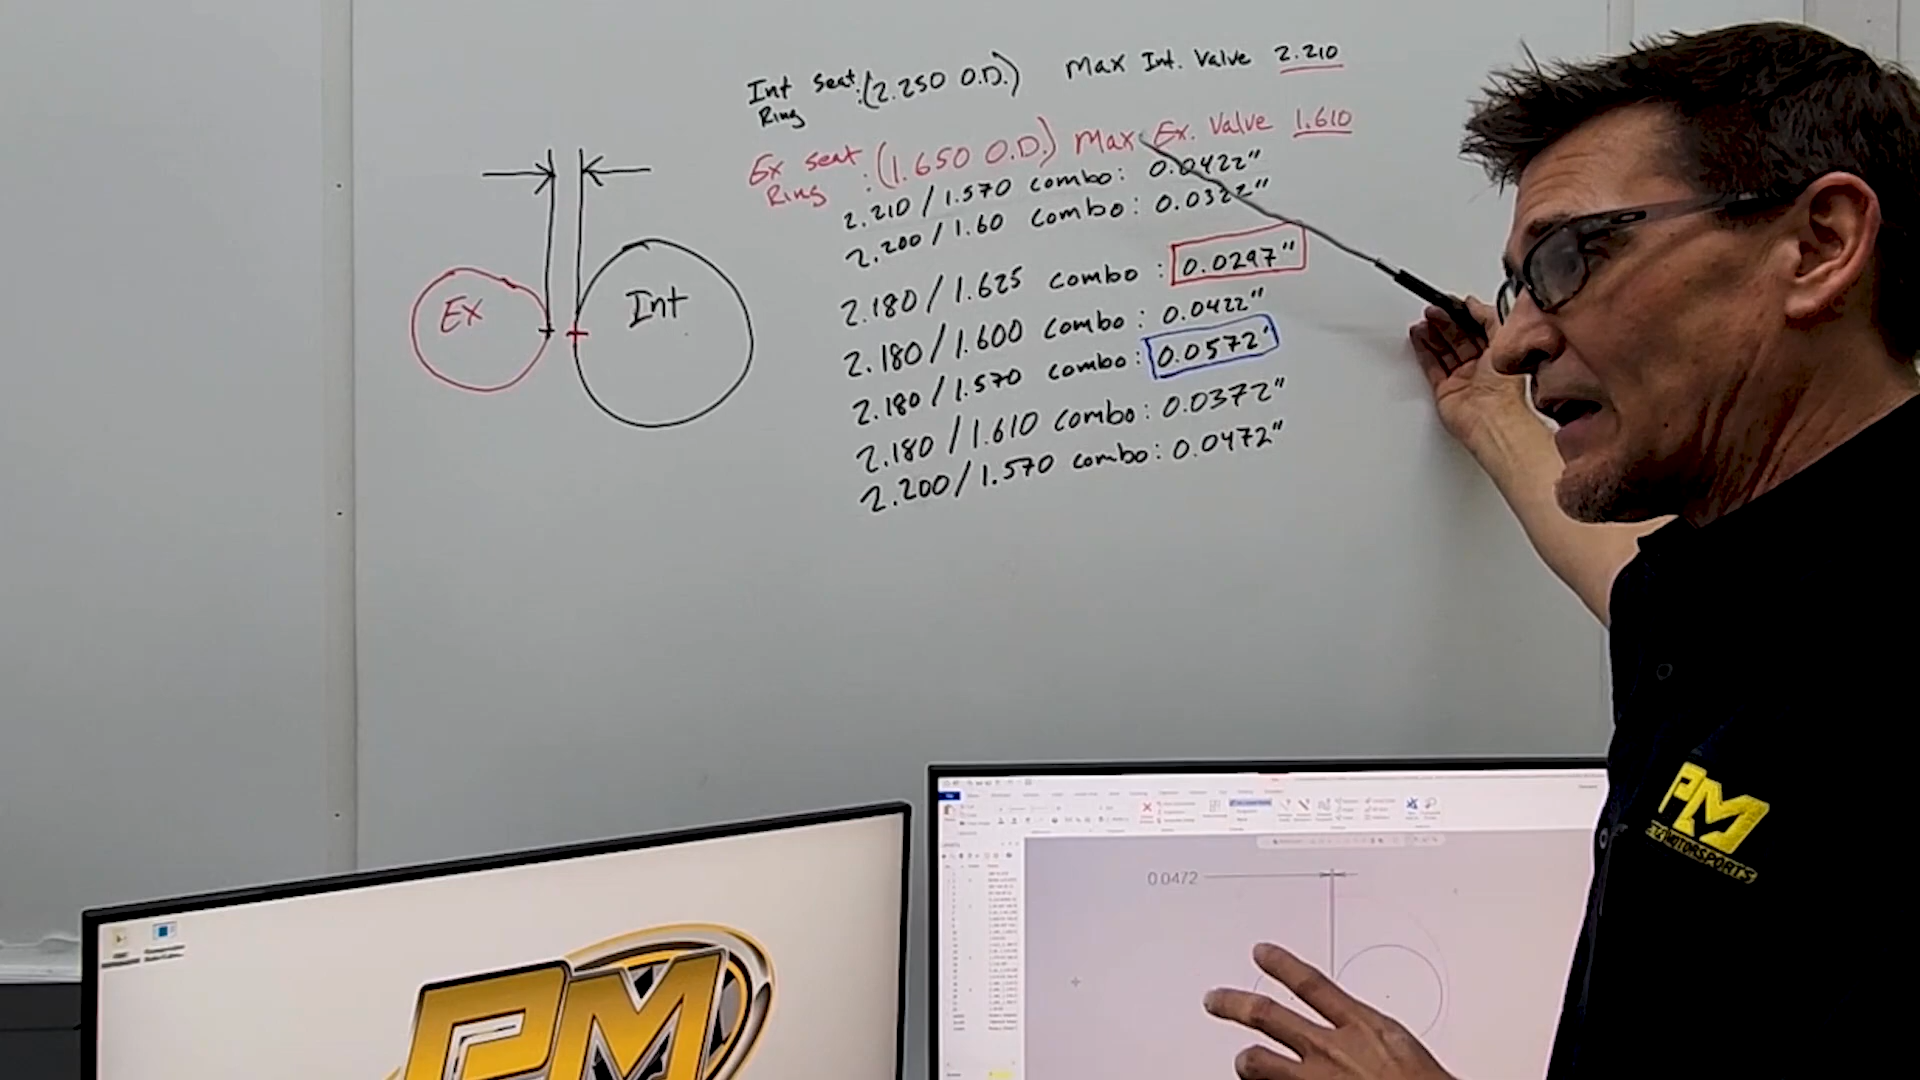 Int seat:(2.250 O.D.) Max Int. Valve 2.210
Ring
Ex seat:(1.650 O.D.) Max Ex. Valve 1.610
Ring
2.210/1.570 combo: 0.0422"
2.200/1.60 combo: 0.0322"
2.180/1.625 combo: 0.0297"
2.180/1.600 combo: 0.0422"
2.180/1.570 combo: 0.0572"
2.180/1.610 combo: 0.0372"
2.200/1.570 combo: 0.0472"
Ex
Int
0.0472
PM
PM
MOTORSPORTS